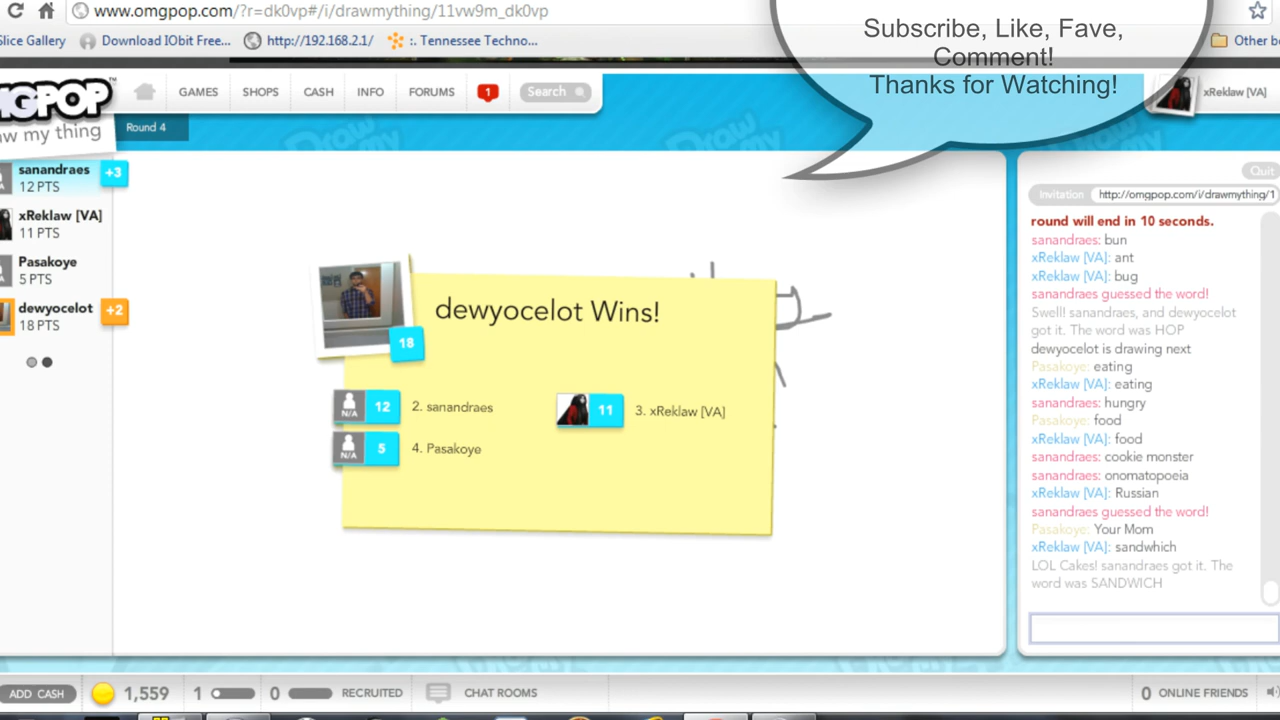 www.omgpop.com/?r=dk0vp#/i/drawmything/11vw9m_dk0vp
Subscribe, Like, Fave,
Comment!
Thanks for Watching!
Slice Gallery
Download IObit Free...
http://192.168.2.1/
:. Tennessee Techno...
Other b
MGPOP
aw my thing
GAMES
SHOPS
CASH
INFO
FORUMS
1
Search
xReklaw [VA]
Round 4
sanandraes
12 PTS
+3
xReklaw [VA]
11 PTS
Pasakoye
5 PTS
dewyocelot
18 PTS
+2
dewyocelot Wins!
18
N/A
12
2. sanandraes
11
3. xReklaw [VA]
N/A
5
4. Pasakoye
Quit
Invitation
http://omgpop.com/i/drawmything/1
round will end in 10 seconds.
sanandraes: bun
xReklaw [VA]: ant
xReklaw [VA]: bug
sanandraes guessed the word!
Swell! sanandraes, and dewyocelot
got it. The word was HOP
dewyocelot is drawing next
Pasakoye: eating
xReklaw [VA]: eating
sanandraes: hungry
Pasakoye: food
xReklaw [VA]: food
sanandraes: cookie monster
sanandraes: onomatopoeia
xReklaw [VA]: Russian
sanandraes guessed the word!
Pasakoye: Your Mom
xReklaw [VA]: sandwhich
LOL Cakes! sanandraes got it. The
word was SANDWICH
ADD CASH
1,559
1
0
RECRUITED
CHAT ROOMS
0 ONLINE FRIENDS